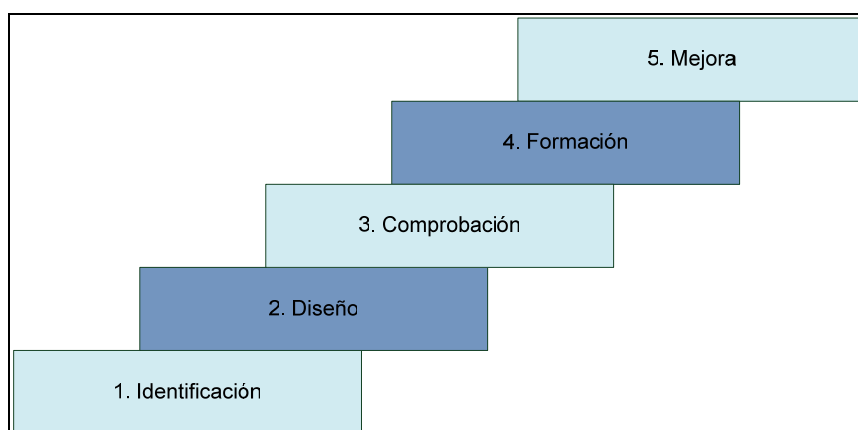 5. Mejora
4. Formación
3. Comprobación
2. Diseño
1. Identificación